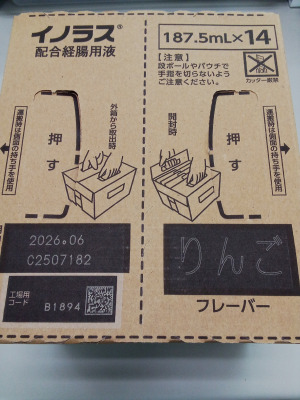 イノラス®
配合経腸用液
187.5mL×14
【注意】
段ボールやパウチで
手指を切らないよう
ご注意ください。
カッター厳禁
運搬時は側面の持ち手を使用
押す
外箱から取出時
開封時
押す
運搬時は側面の持ち手を使用
2026.06
C2507182
りんご
工場用
コード
B1894
フレーバー